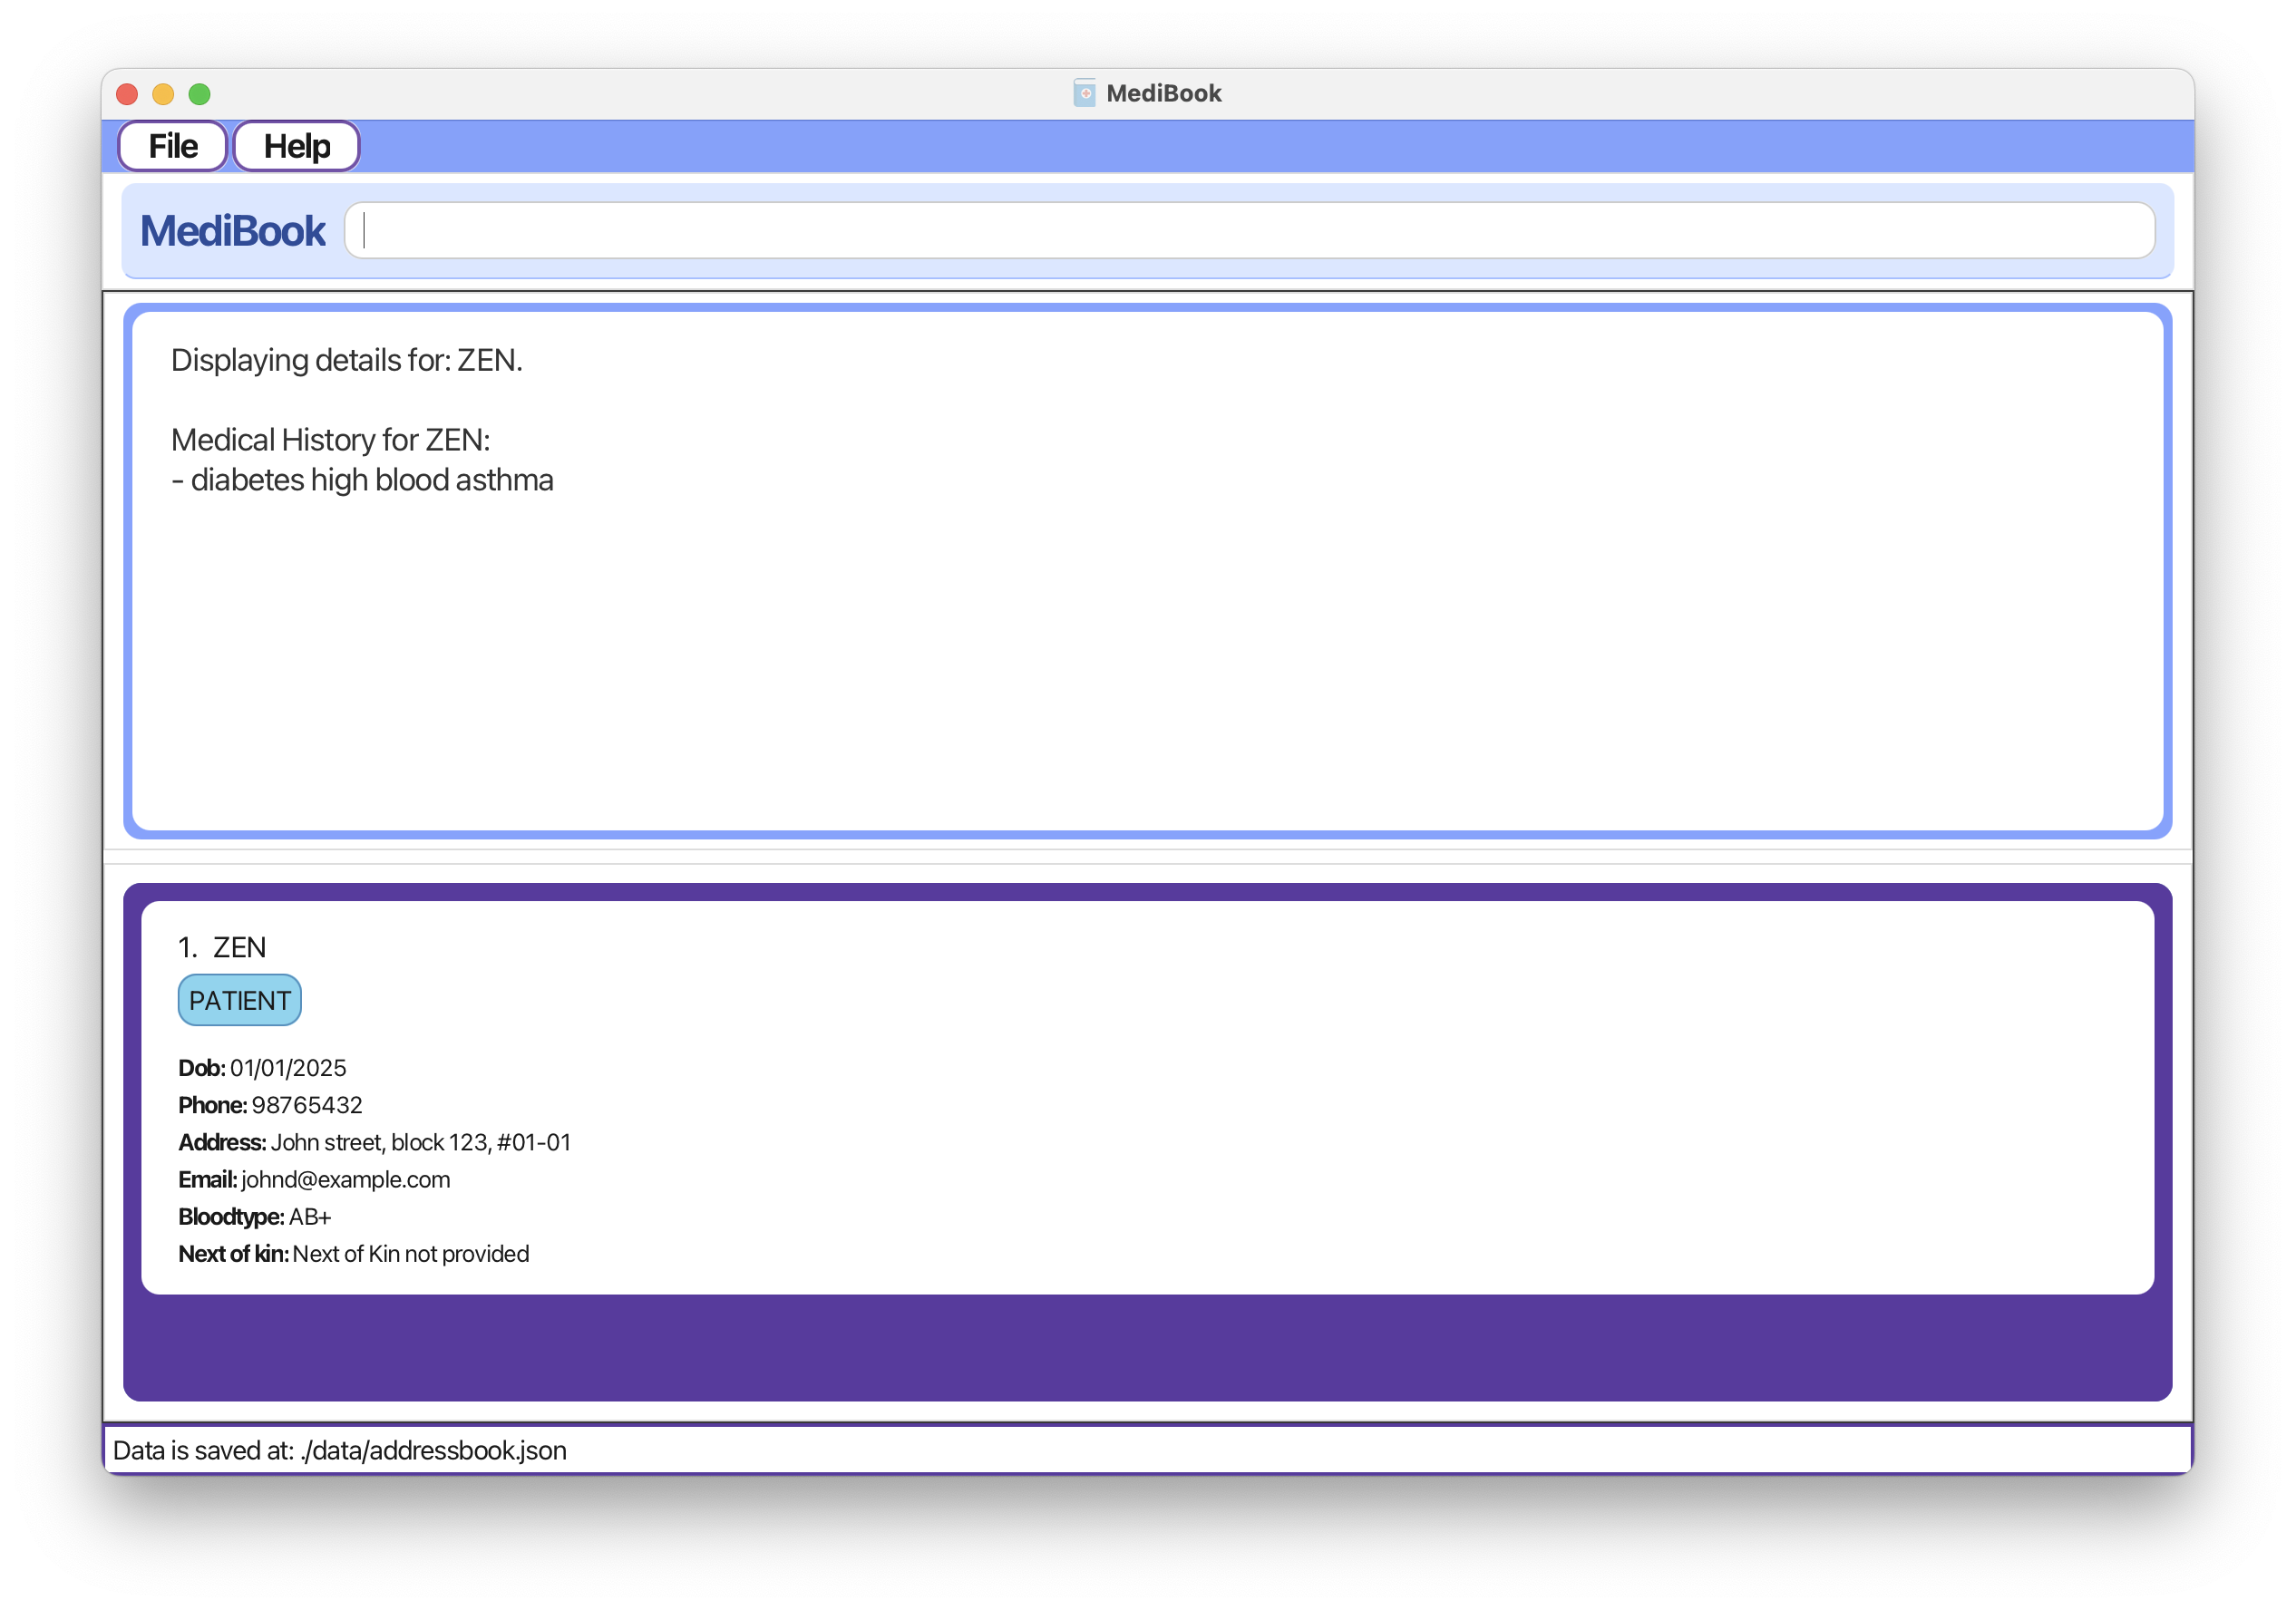 MediBook
File Help
MediBook
Displaying details for: ZEN.
Medical History for ZEN:
- diabetes high blood asthma
1. ZEN
PATIENT
Dob: 01/01/2025
Phone: 98765432
Address: John street, block 123, #01-01
Email: johnd@example.com
Bloodtype: AB+
Next of kin: Next of Kin not provided
Data is saved at: ./data/addressbook.json